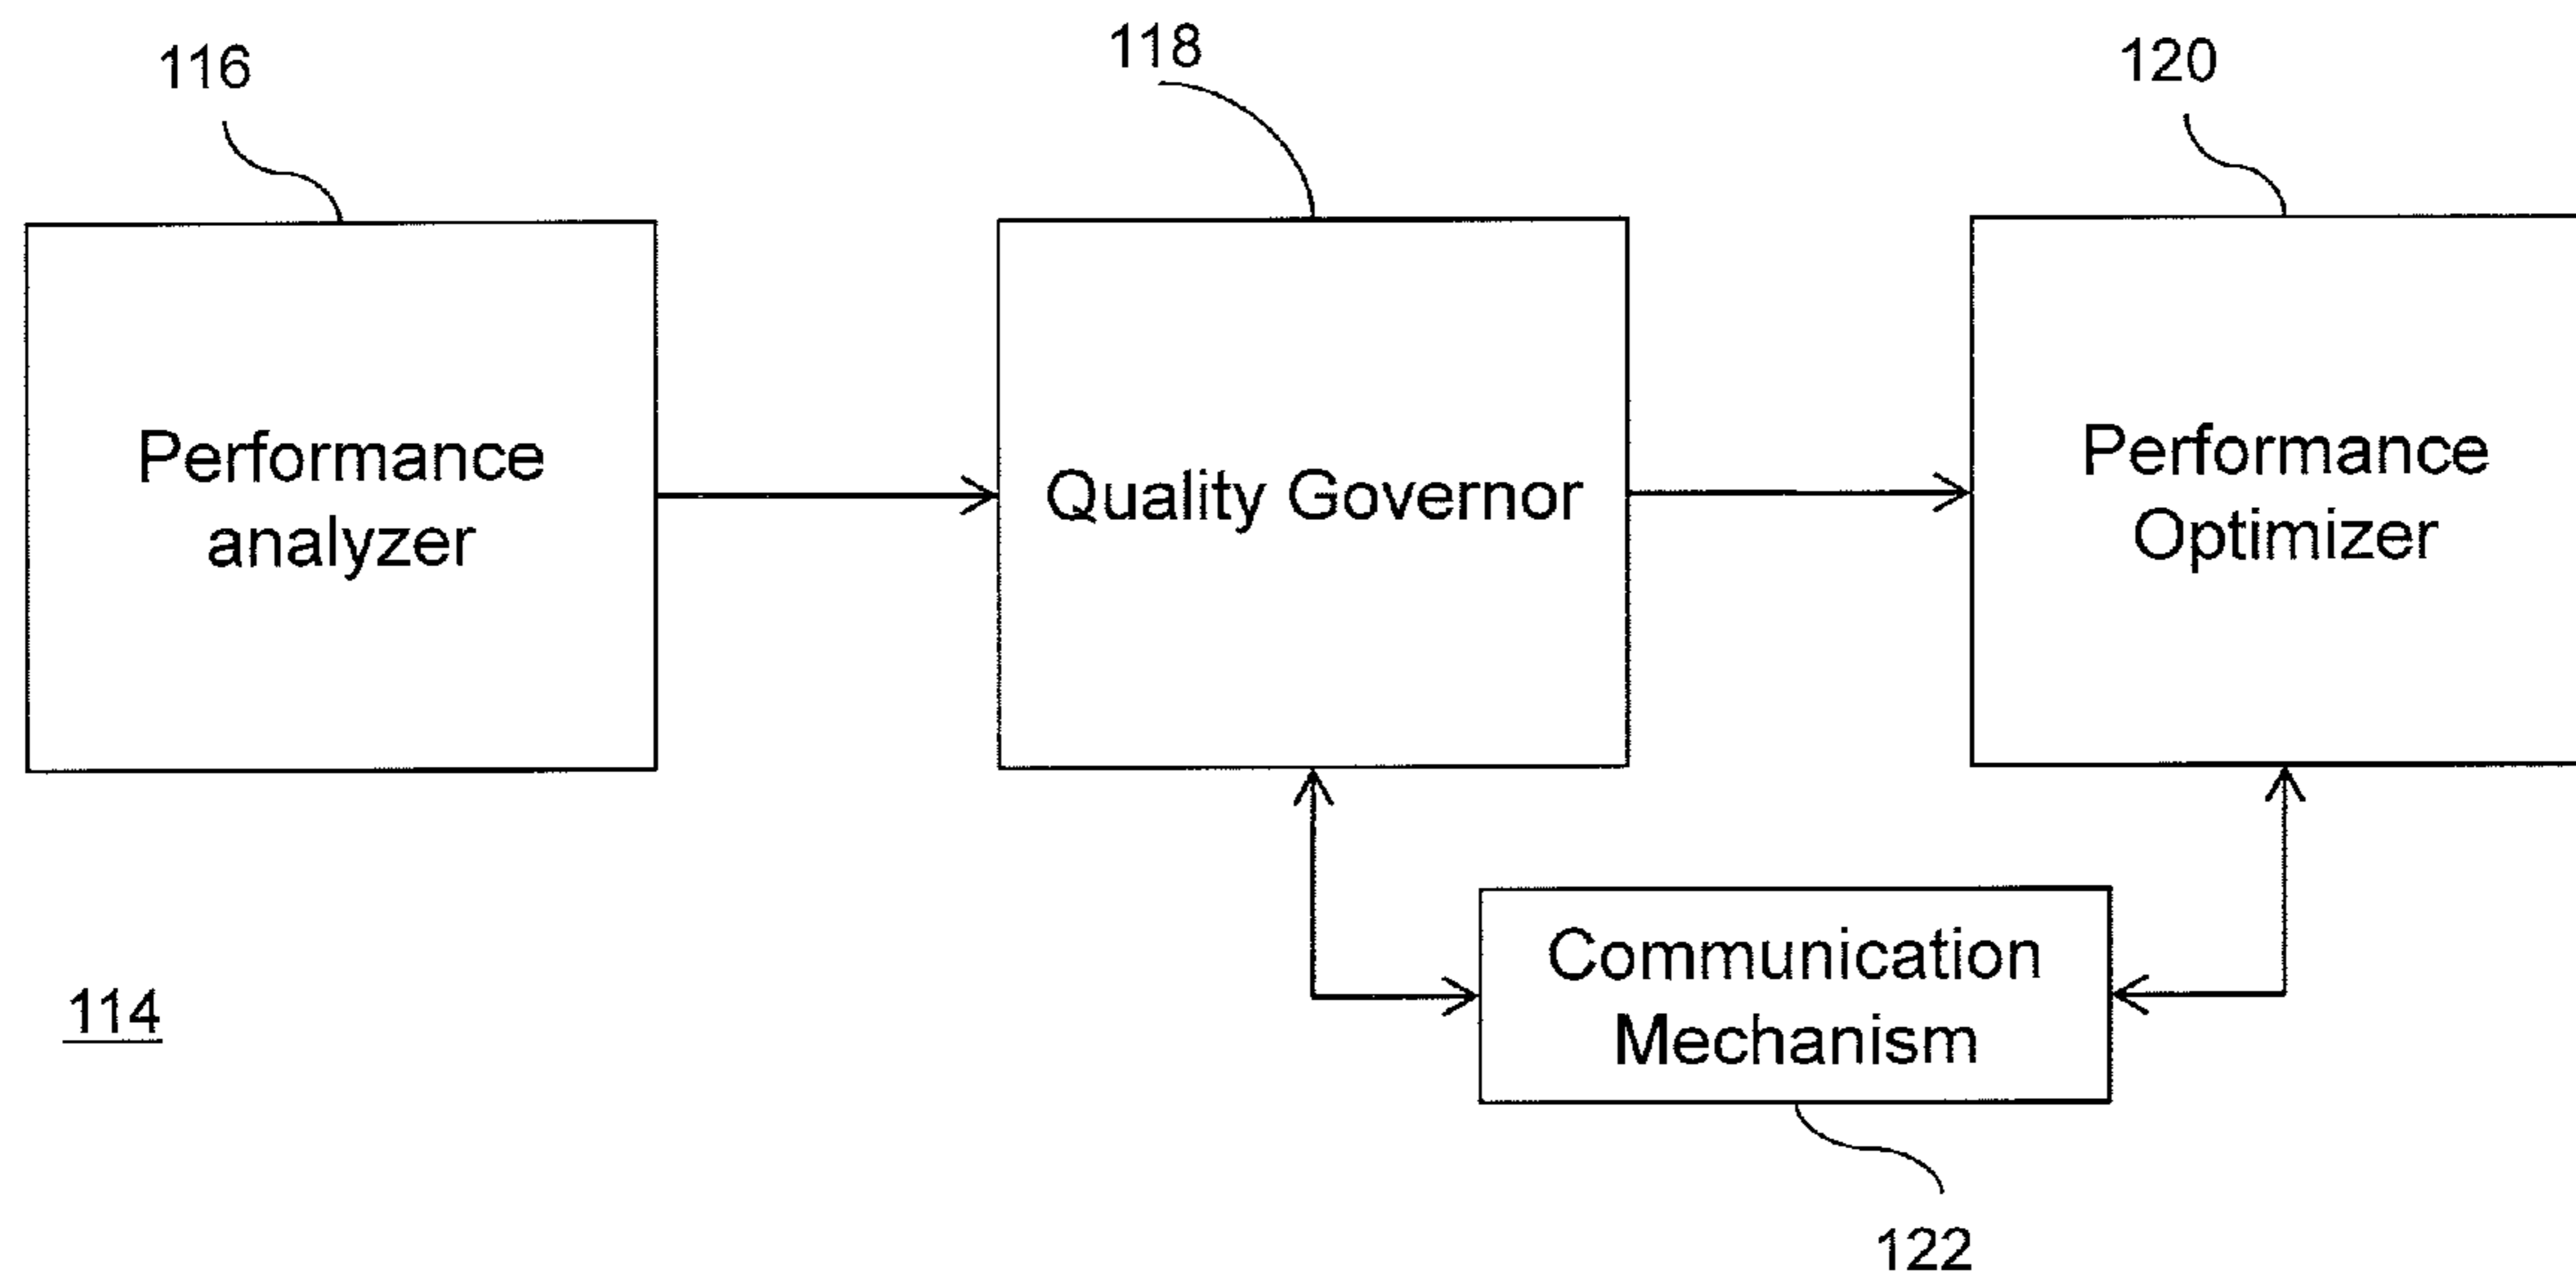 116
118
120
Performance
analyzer
Quality Governor
Performance
Optimizer
Communication
Mechanism
114
122